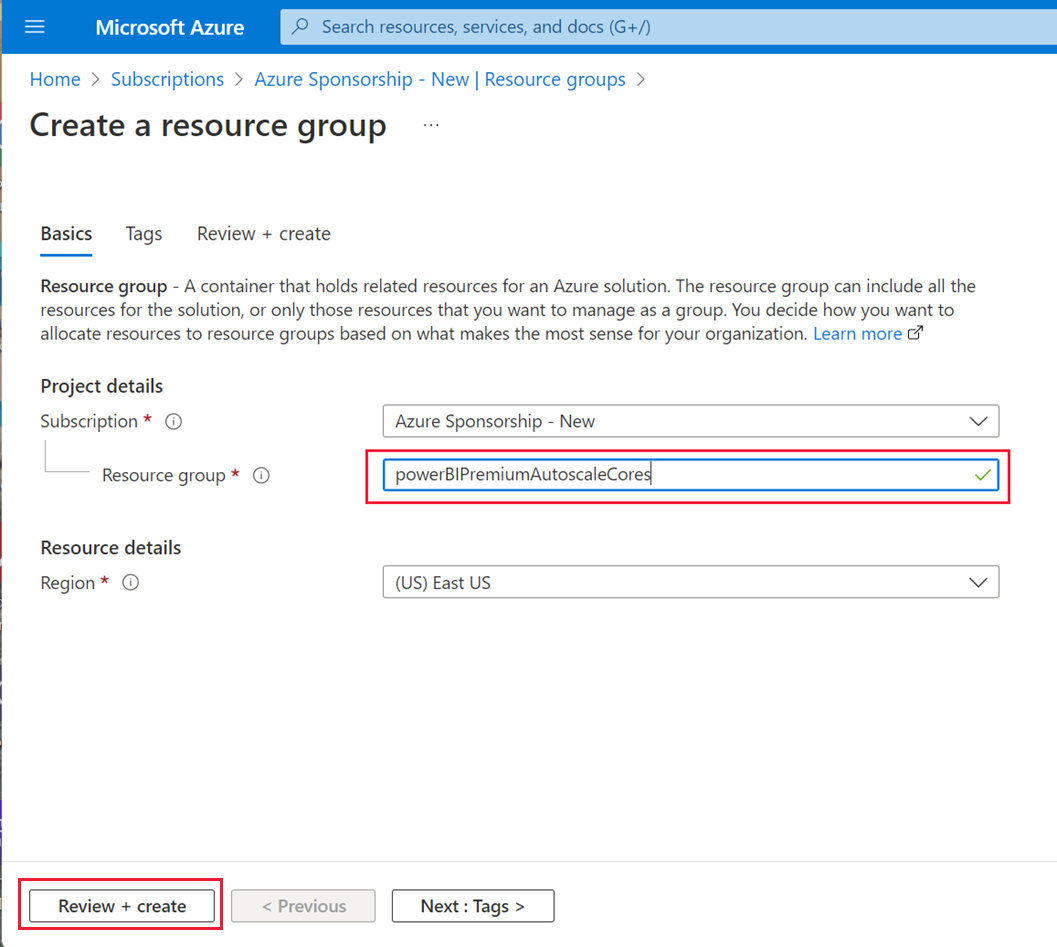 Microsoft Azure
Search resources, services, and docs (G+/)
Home > Subscriptions > Azure Sponsorship - New | Resource groups >
Create a resource group ...
Basics Tags Review + create
Resource group - A container that holds related resources for an Azure solution. The resource group can include all the
resources for the solution, or only those resources that you want to manage as a group. You decide how you want to
allocate resources to resource groups based on what makes the most sense for your organization. Learn more
Project details
Subscription *
Azure Sponsorship - New
Resource group *
powerBIPremiumAutoscaleCores
Resource details
Region *
(US) East US
Review + create
< Previous
Next : Tags >